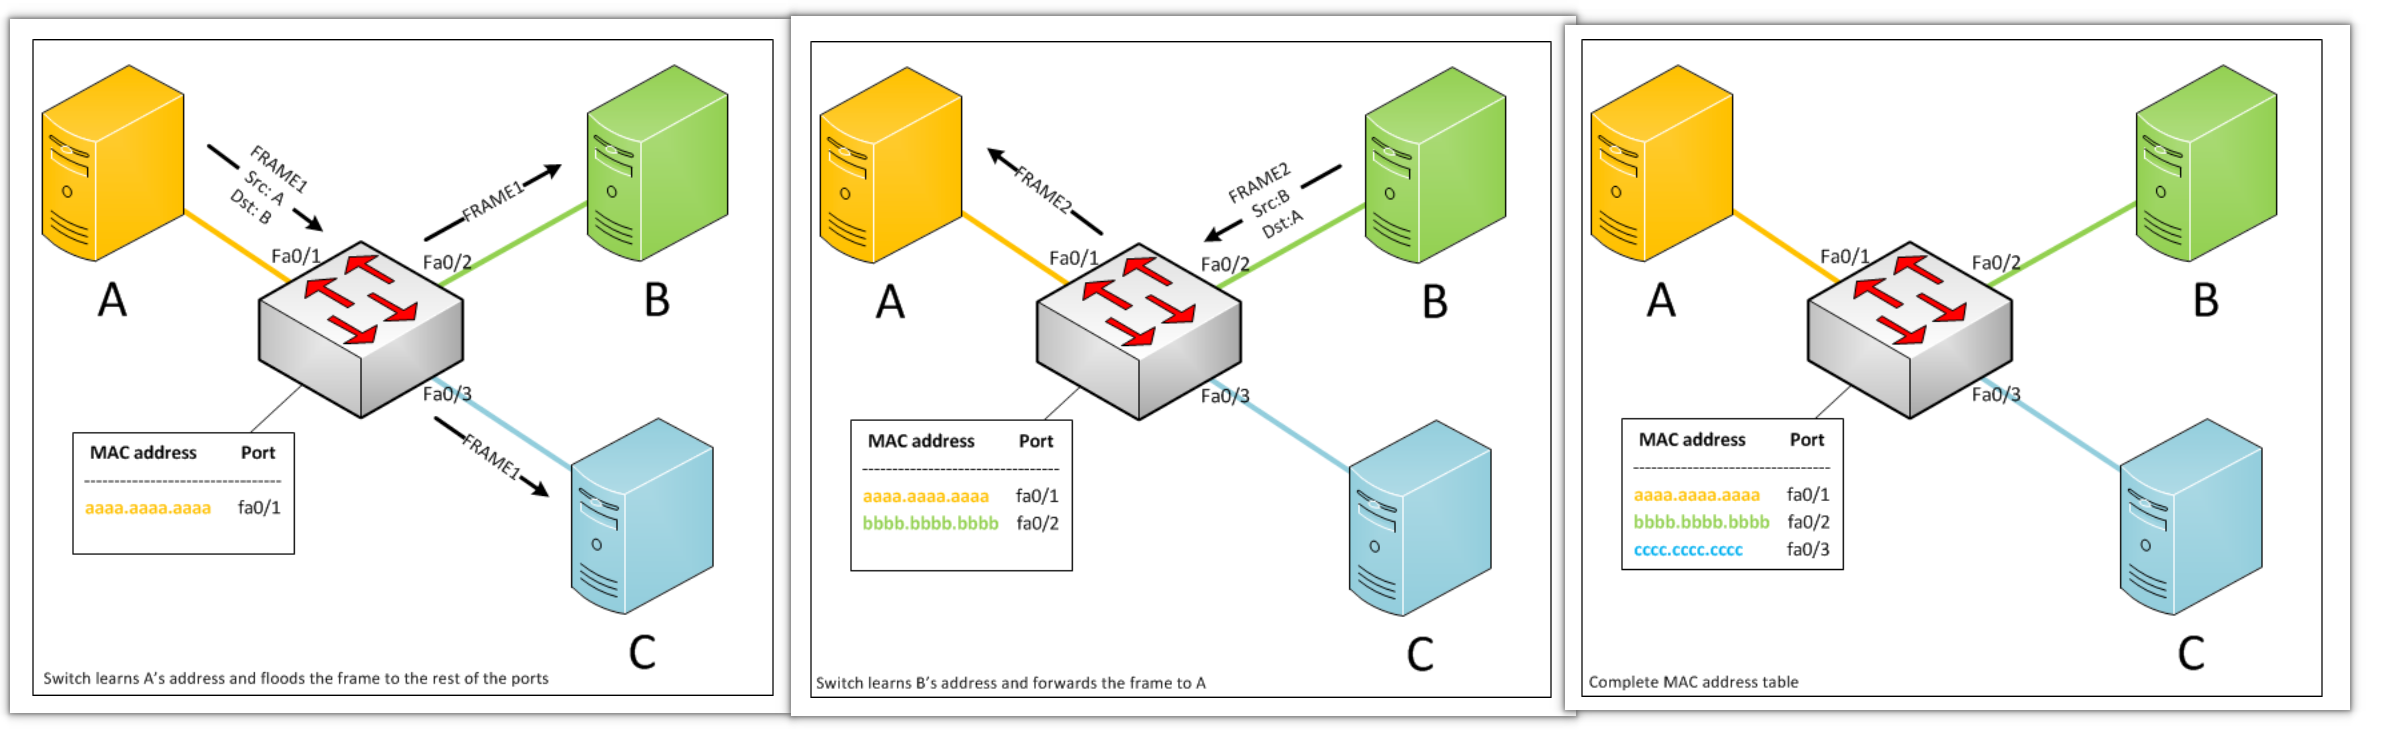 FRAME1
Src: A
Dst: B
FRAME1
Fa0/1
Fa0/2
A
B
Fa0/3
FRAME1
MAC address Port
---------------------------------
aaaa.aaaa.aaaa fa0/1
C
Switch learns A's address and floods the frame to the rest of the ports
FRAME2
FRAME2
Src:B
Dst:A
Fa0/1
Fa0/2
A
B
Fa0/3
MAC address Port
---------------------------------
aaaa.aaaa.aaaa fa0/1
bbbb.bbbb.bbbb fa0/2
C
Switch learns B's address and forwards the frame to A
Fa0/1
Fa0/2
A
B
Fa0/3
MAC address Port
---------------------------------
aaaa.aaaa.aaaa fa0/1
bbbb.bbbb.bbbb fa0/2
cccc.cccc.cccc fa0/3
C
Complete MAC address table